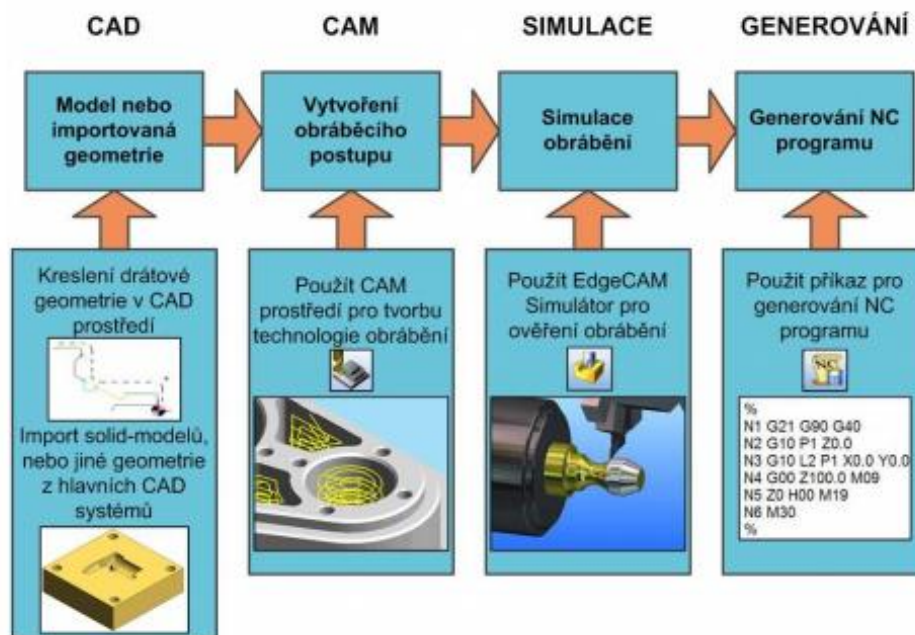 CAD
CAM
SIMULACE
GENEROVÁNÍ
Model nebo
importovaná
geometrie
Vytvoření
obráběcího
postupu
Simulace
obrábění
Generování NC
programu
Kreslení drátové
geometrie v CAD
prostředí
Import solid-modelů,
nebo jiné geometrie
z hlavních CAD
systémů
Použít CAM
prostředí pro tvorbu
technologie obrábění
Použít EdgeCAM
Simulátor pro
ověření obrábění
Použit příkaz pro
generování NC
programu
NC
%
N1 G21 G90 G40
N2 G10 P1 Z0.0
N3 G10 L2 P1 X0.0 Y0.0
N4 G00 Z100.0 M09
N5 Z0 H00 M19
N6 M30
%